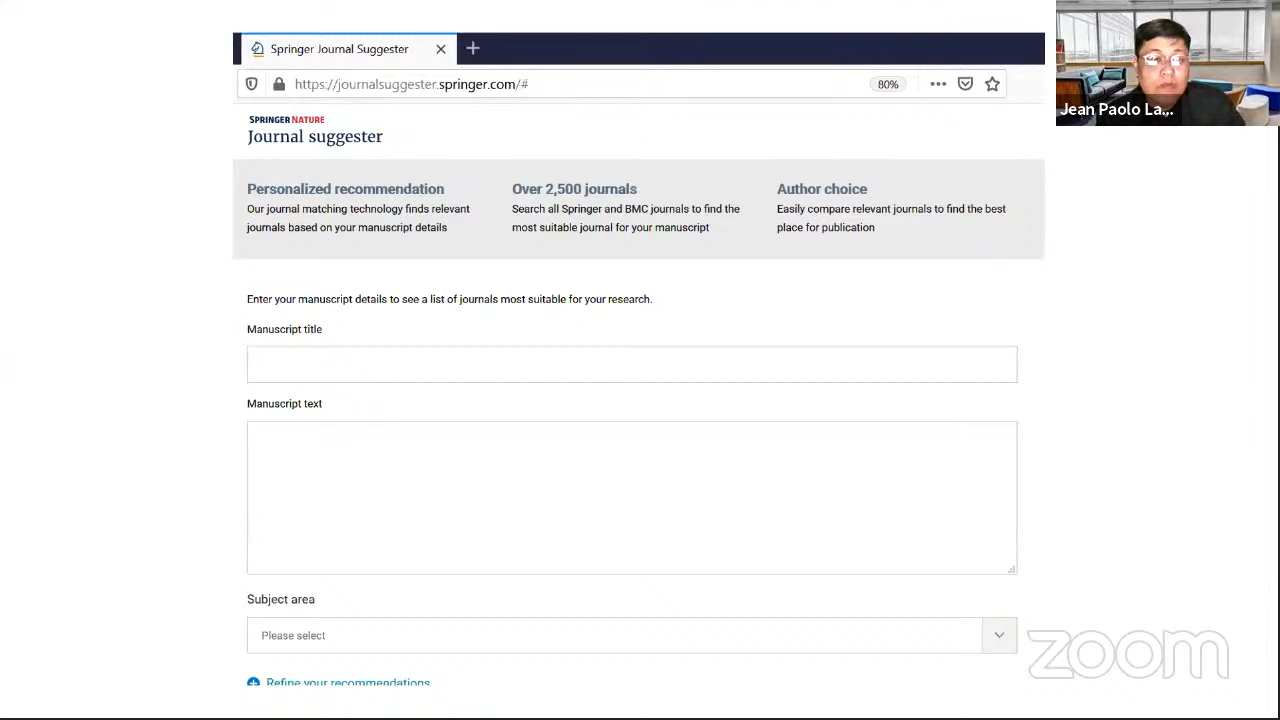 Springer Journal Suggester
https://journalsuggester.springer.com/#
80%
Jean Paolo La...
SPRINGER NATURE
Journal suggester
Personalized recommendation
Our journal matching technology finds relevant
journals based on your manuscript details
Over 2,500 journals
Search all Springer and BMC journals to find the
most suitable journal for your manuscript
Author choice
Easily compare relevant journals to find the best
place for publication
Enter your manuscript details to see a list of journals most suitable for your research.
Manuscript title
Manuscript text
Subject area
Please select
Refine your recommendations
zoom